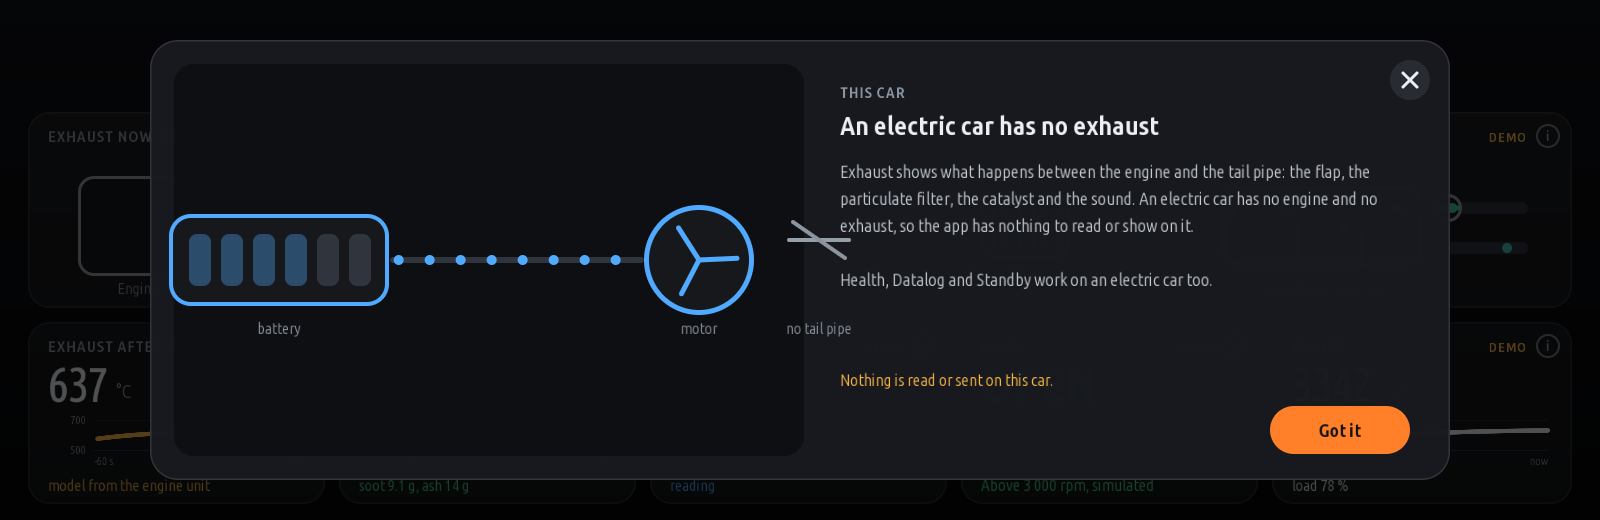 EXHAUST NOW
THIS CAR
An electric car has no exhaust
Exhaust shows what happens between the engine and the tail pipe: the flap, the
particulate filter, the catalyst and the sound. An electric car has no engine and no
exhaust, so the app has nothing to read or show on it.
Health, Datalog and Standby work on an electric car too.
Nothing is read or sent on this car.
Got it
battery
motor
no tail pipe
DEMO
i
Engin
EXHAUST AFTE
637 °C
700
500
-60 s
model from the engine unit
soot 9.1 g, ash 14 g
reading
Above 3 000 rpm, simulated
DEMO
i
now
load 78 %